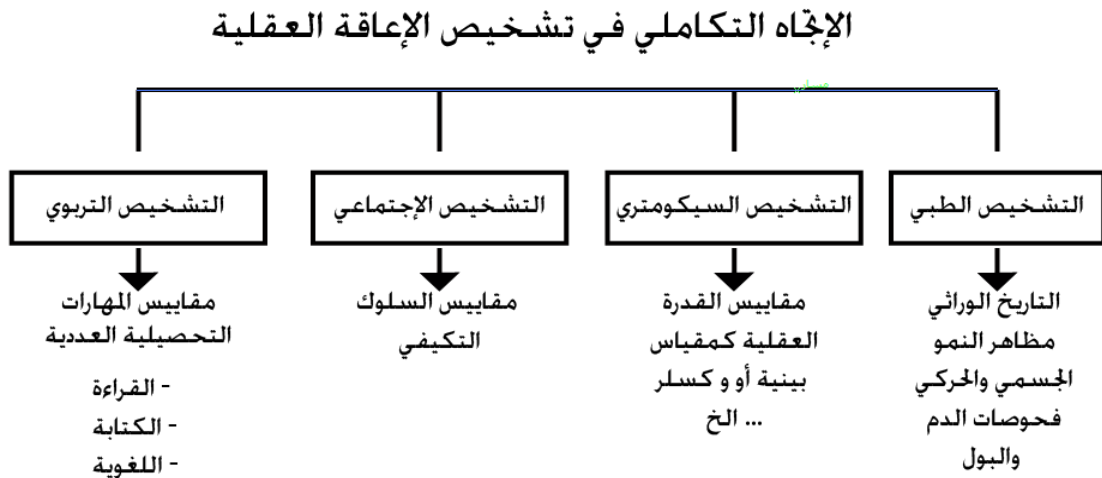 الإتجاه التكاملي في تشخيص الإعاقة العقلية
التشخيص الطبي
التاريخ الوراثي
مظاهر النمو
الجسمي والحركي
فحوصات الدم
والبول
التشخيص السيكومتري
مقاييس القدرة
العقلية كمقياس
بينية أو و كسلر
... الخ
التشخيص الإجتماعي
مقاييس السلوك
التكيفي
التشخيص التربوي
مقاييس المهارات
التحصيلية العددية
- القراءة
- الكتابة
- اللغوية